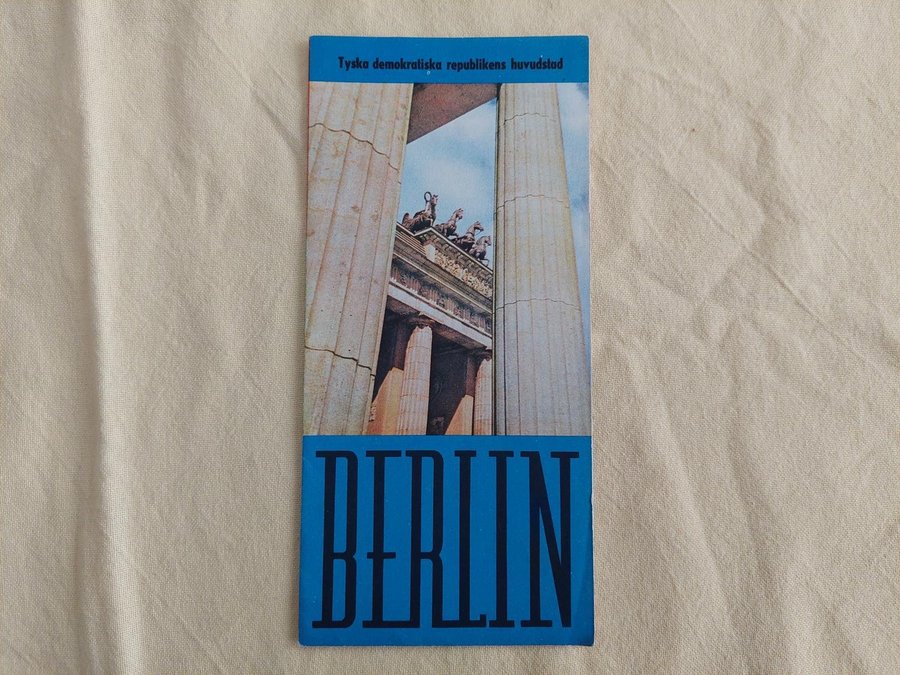 Tyska demokratiska republikens huvudstad
BERLIN